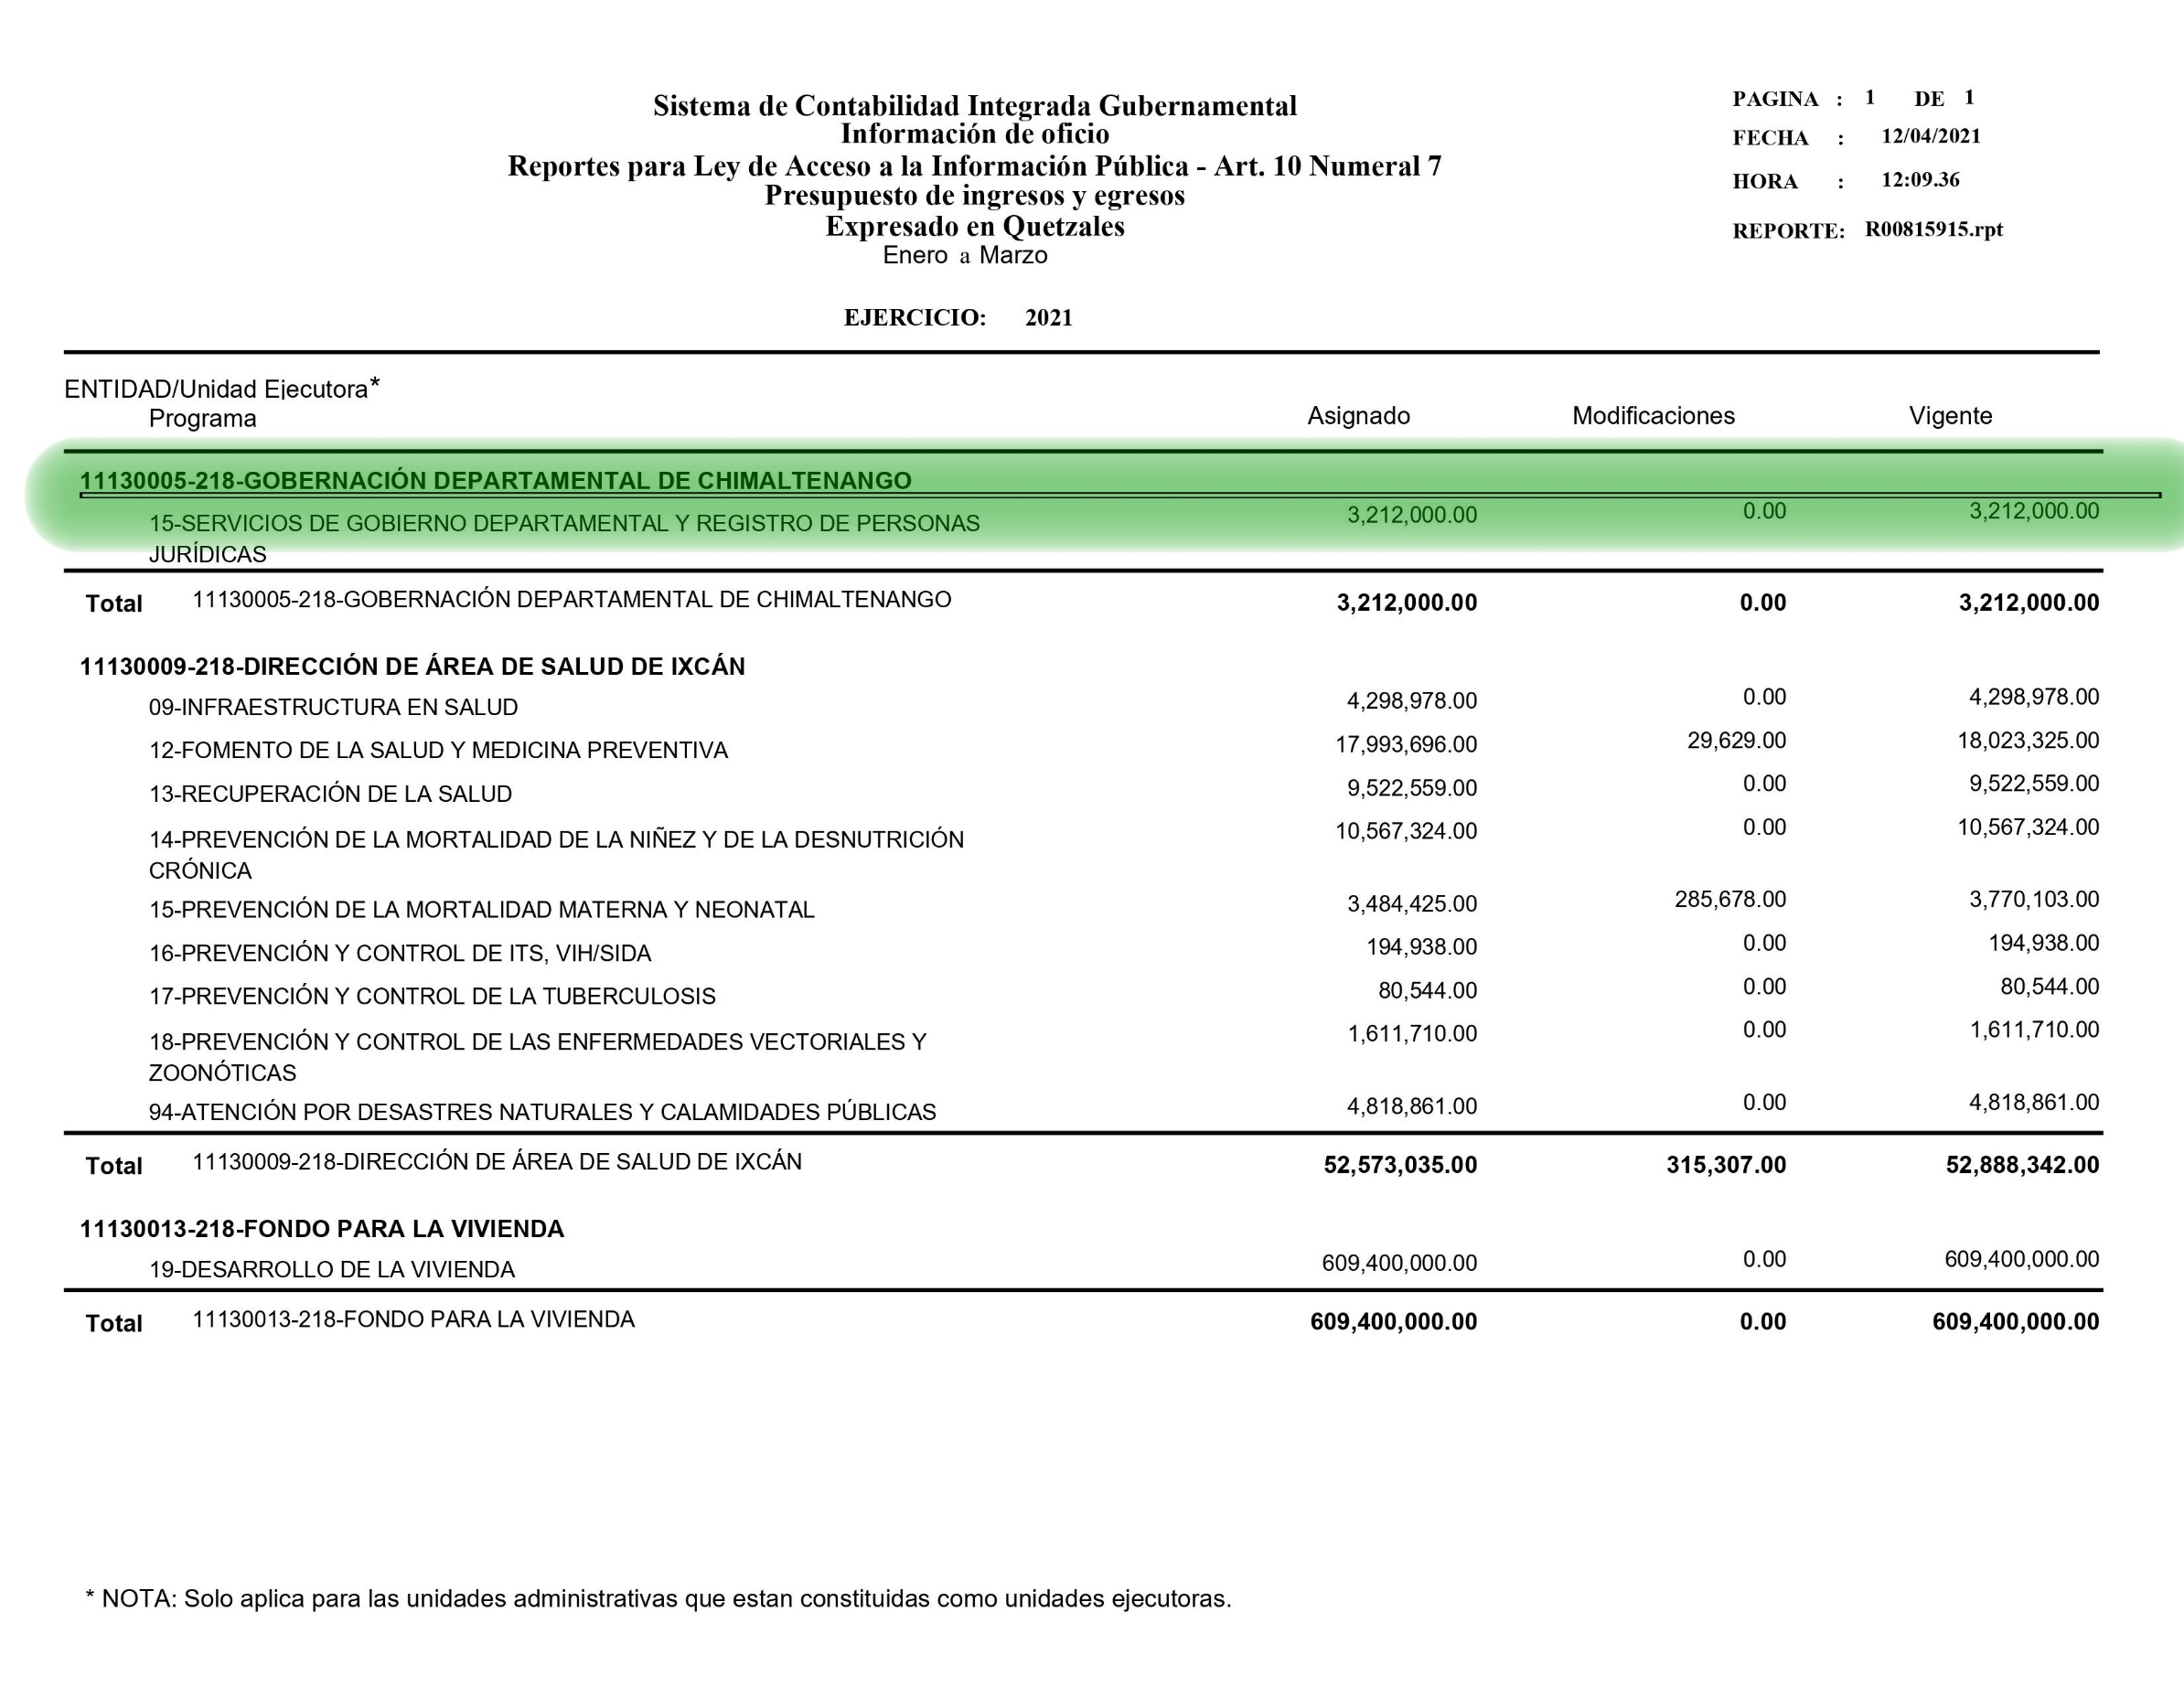 Sistema de Contabilidad Integrada Gubernamental
Información de oficio
Reportes para Ley de Acceso a la Información Pública - Art. 10 Numeral 7
Presupuesto de ingresos y egresos
Expresado en Quetzales
Enero a Marzo
EJERCICIO: 2021
PAGINA : 1 DE 1
FECHA : 12/04/2021
HORA : 12:09.36
REPORTE: R00815915.rpt
ENTIDAD/Unidad Ejecutora*
Programa Asignado Modificaciones Vigente
11130005-218-GOBERNACIÓN DEPARTAMENTAL DE CHIMALTENANGO
15-SERVICIOS DE GOBIERNO DEPARTAMENTAL Y REGISTRO DE PERSONAS 3,212,000.00 0.00 3,212,000.00
JURÍDICAS
Total 11130005-218-GOBERNACIÓN DEPARTAMENTAL DE CHIMALTENANGO 3,212,000.00 0.00 3,212,000.00
11130009-218-DIRECCIÓN DE ÁREA DE SALUD DE IXCÁN
09-INFRAESTRUCTURA EN SALUD 4,298,978.00 0.00 4,298,978.00
12-FOMENTO DE LA SALUD Y MEDICINA PREVENTIVA 17,993,696.00 29,629.00 18,023,325.00
13-RECUPERACIÓN DE LA SALUD 9,522,559.00 0.00 9,522,559.00
14-PREVENCIÓN DE LA MORTALIDAD DE LA NIÑEZ Y DE LA DESNUTRICIÓN 10,567,324.00 0.00 10,567,324.00
CRÓNICA
15-PREVENCIÓN DE LA MORTALIDAD MATERNA Y NEONATAL 3,484,425.00 285,678.00 3,770,103.00
16-PREVENCIÓN Y CONTROL DE ITS, VIH/SIDA 194,938.00 0.00 194,938.00
17-PREVENCIÓN Y CONTROL DE LA TUBERCULOSIS 80,544.00 0.00 80,544.00
18-PREVENCIÓN Y CONTROL DE LAS ENFERMEDADES VECTORIALES Y 1,611,710.00 0.00 1,611,710.00
ZOONÓTICAS
94-ATENCIÓN POR DESASTRES NATURALES Y CALAMIDADES PÚBLICAS 4,818,861.00 0.00 4,818,861.00
Total 11130009-218-DIRECCIÓN DE ÁREA DE SALUD DE IXCÁN 52,573,035.00 315,307.00 52,888,342.00
11130013-218-FONDO PARA LA VIVIENDA
19-DESARROLLO DE LA VIVIENDA 609,400,000.00 0.00 609,400,000.00
Total 11130013-218-FONDO PARA LA VIVIENDA 609,400,000.00 0.00 609,400,000.00
* NOTA: Solo aplica para las unidades administrativas que estan constituidas como unidades ejecutoras.